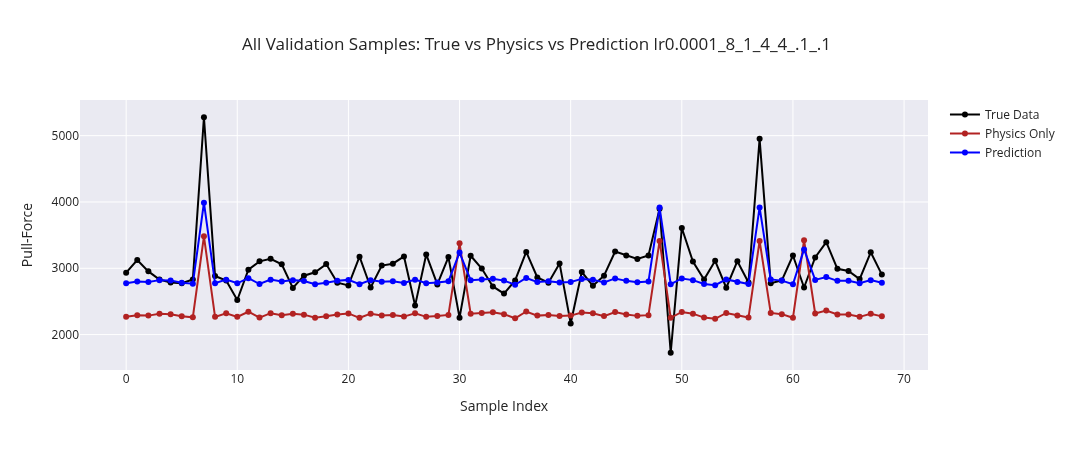 All Validation Samples: True vs Physics vs Prediction lr0.0001_8_1_4_4_.1_.1
True Data
Physics Only
Prediction
Pull-Force
5000
4000
3000
2000
0
10
20
30
40
50
60
70
Sample Index